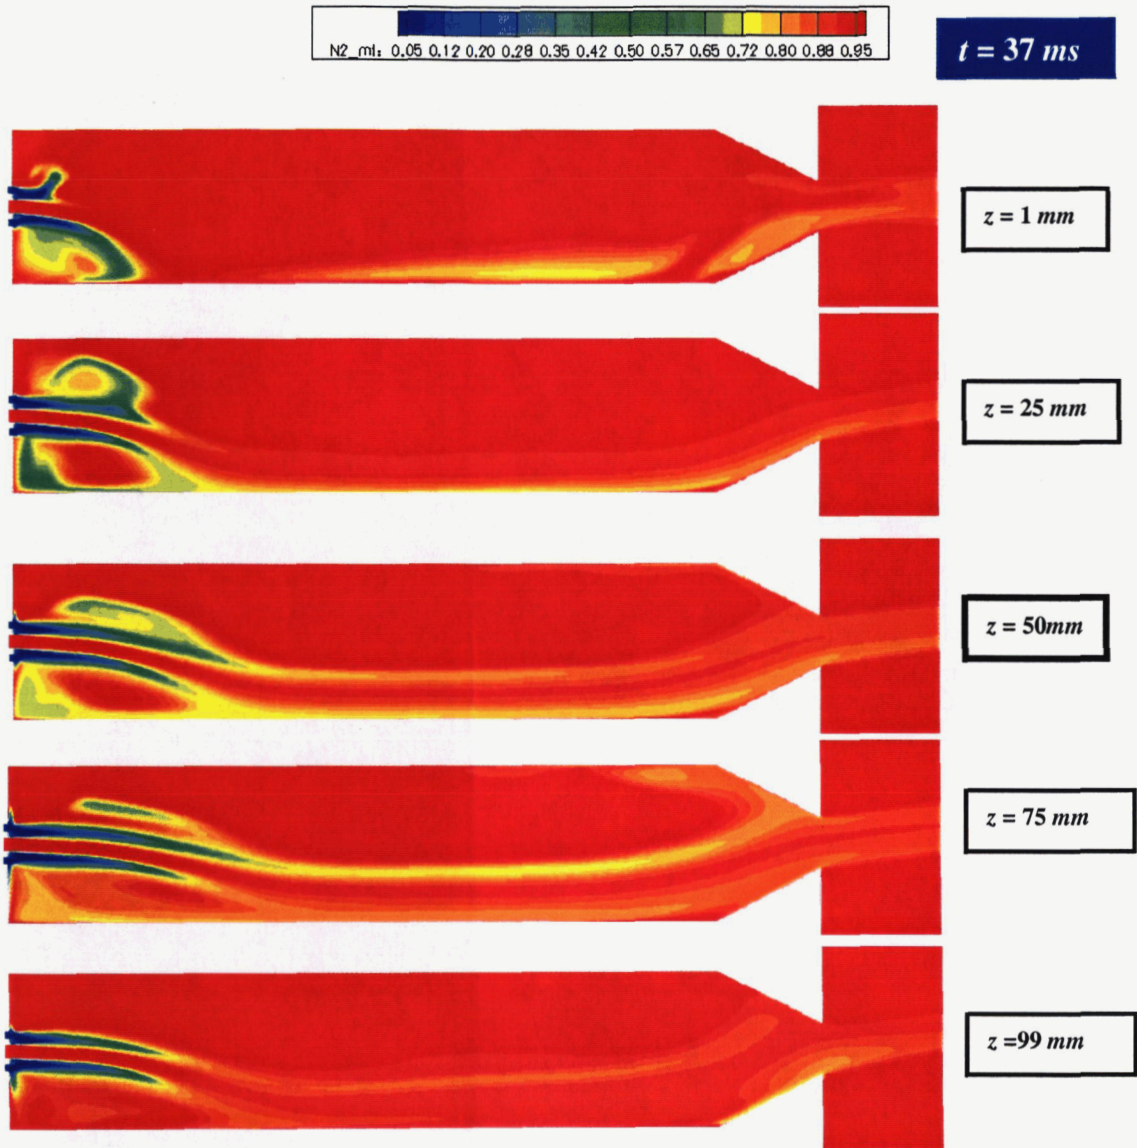 N2_ml: 0.05 0.12 0.20 0.28 0.35 0.42 0.50 0.57 0.65 0.72 0.80 0.88 0.95
t = 37 ms
z = 1 mm
z = 25 mm
z = 50mm
z = 75 mm
z =99 mm